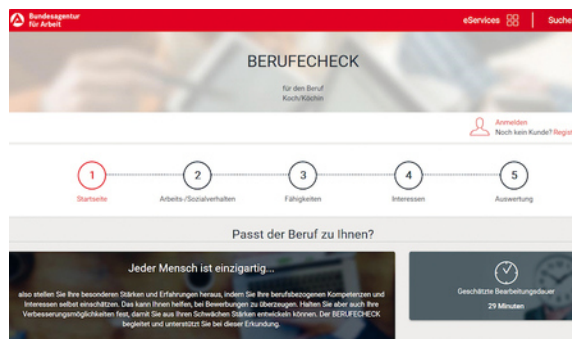 Bundesagentur
für Arbeit
eServices
Suche
BERUFECHECK
für den Beruf
Koch/Köchin
Anmelden
Noch kein Kunde? Regist
1
2
3
4
5
Startseite
Arbeits-/Sozialverhalten
Fähigkeiten
Interessen
Auswertung
Passt der Beruf zu Ihnen?
Jeder Mensch ist einzigartig...
also stellen Sie Ihre besonderen Stärken und Erfahrungen heraus, indem Sie Ihre berufsbezogenen Kompetenzen und
Interessen selbst einschätzen. Das kann Ihnen helfen, bei Bewerbungen zu überzeugen. Halten Sie aber auch Ihre
Verbesserungsmöglichkeiten fest, damit Sie aus Ihren Schwächen Stärken entwickeln können. Der BERUFECHECK
begleitet und unterstützt Sie bei dieser Erkundung.
Geschätzte Bearbeitungsdauer
29 Minuten